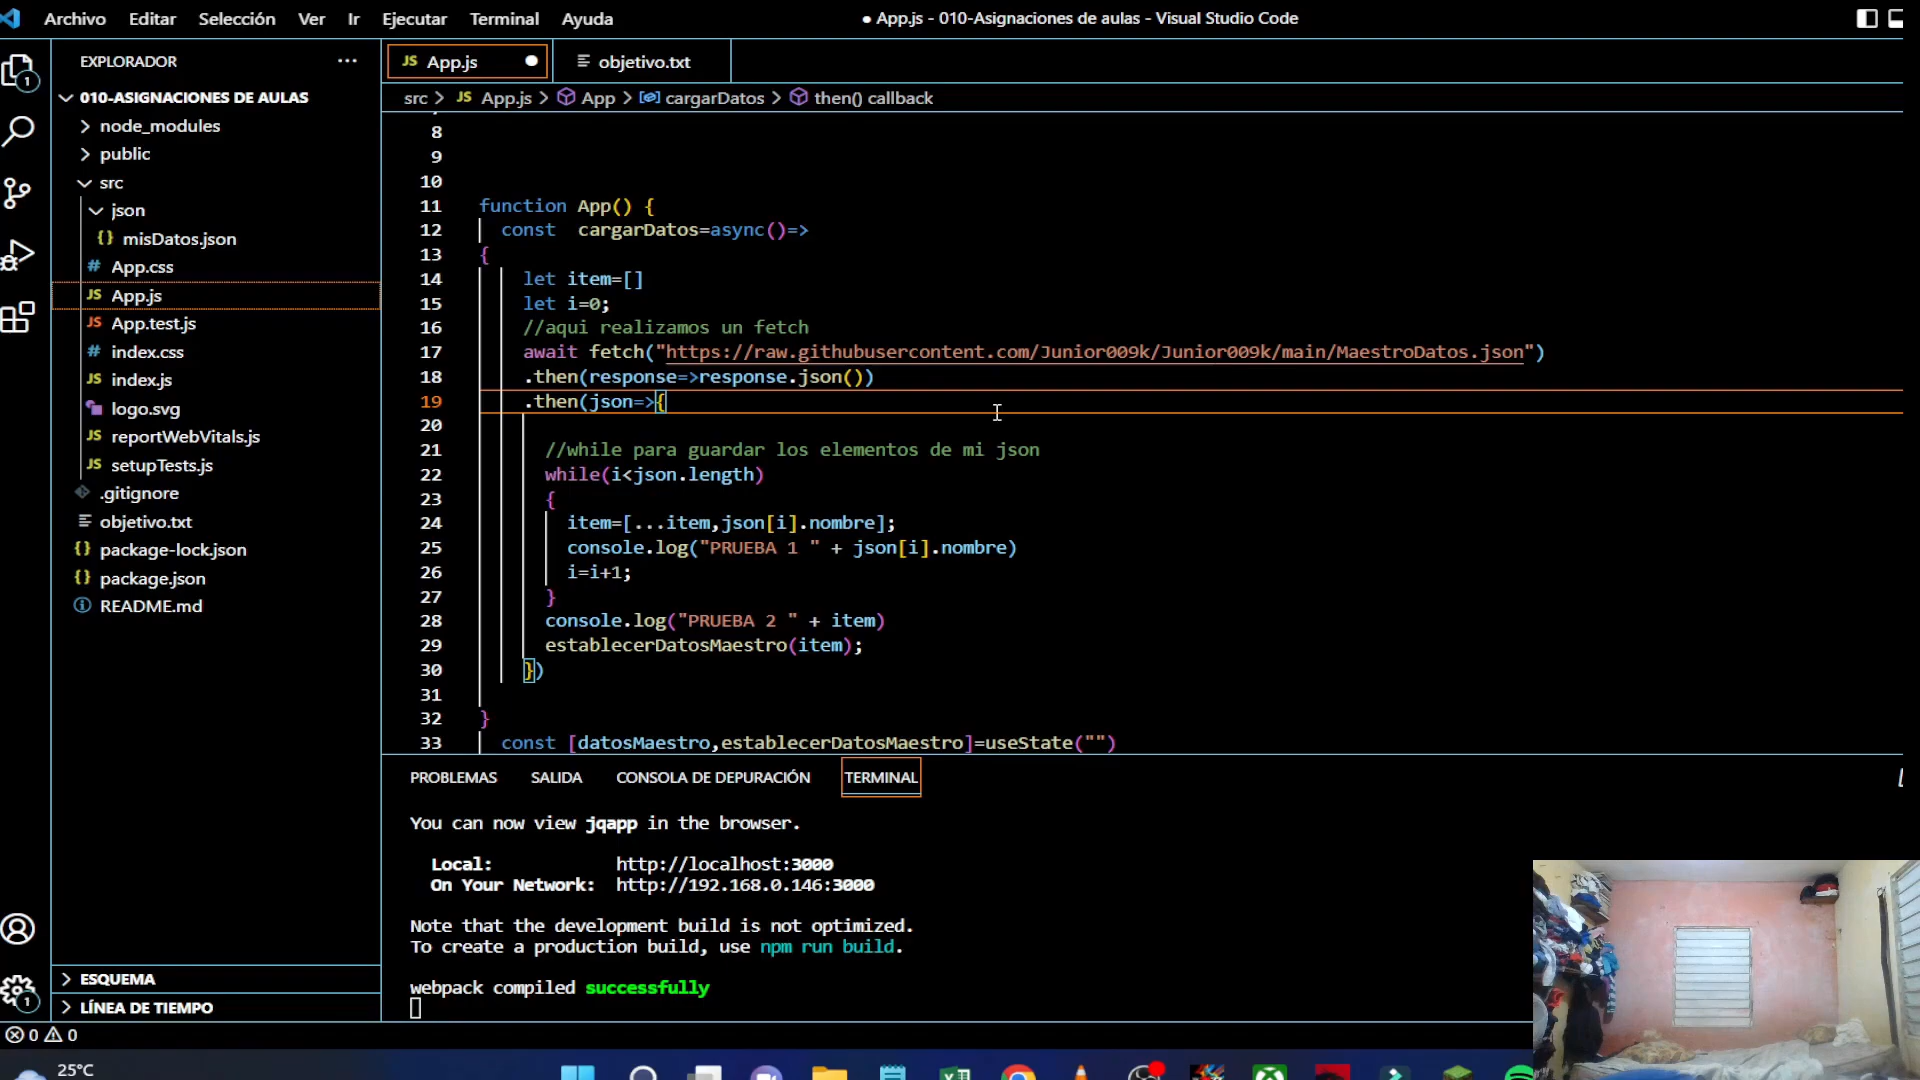 Archivo Editar Selección Ver Ir Ejecutar Terminal Ayuda
● App.js - 010-Asignaciones de aulas - Visual Studio Code
EXPLORADOR ···
010-ASIGNACIONES DE AULAS
node_modules
public
src
json
{} misDatos.json
# App.css
JS App.js
JS App.test.js
# index.css
JS index.js
logo.svg
JS reportWebVitals.js
JS setupTests.js
.gitignore
objetivo.txt
{} package-lock.json
{} package.json
README.md
ESQUEMA
LÍNEA DE TIEMPO
1
1
JS App.js ● objetivo.txt
src > JS App.js > App > cargarDatos > then() callback
8
9
10
11 function App() {
12 const  cargarDatos=async()=>
13 {
14 let item=[]
15 let i=0;
16 //aqui realizamos un fetch
17 await fetch("https://raw.githubusercontent.com/Junior009k/Junior009k/main/MaestroDatos.json")
18 .then(response=>response.json())
19 .then(json=>{
20
21 //while para guardar los elementos de mi json
22 while(i<json.length)
23 {
24 item=[...item,json[i].nombre];
25 console.log("PRUEBA 1 " + json[i].nombre)
26 i=i+1;
27 }
28 console.log("PRUEBA 2 " + item)
29 establecerDatosMaestro(item);
30 })
31
32 }
33 const [datosMaestro,establecerDatosMaestro]=useState("")
PROBLEMAS SALIDA CONSOLA DE DEPURACIÓN TERMINAL
You can now view jqapp in the browser.
Local: http://localhost:3000
On Your Network: http://192.168.0.146:3000
Note that the development build is not optimized.
To create a production build, use npm run build.
webpack compiled successfully
0 0
25°C